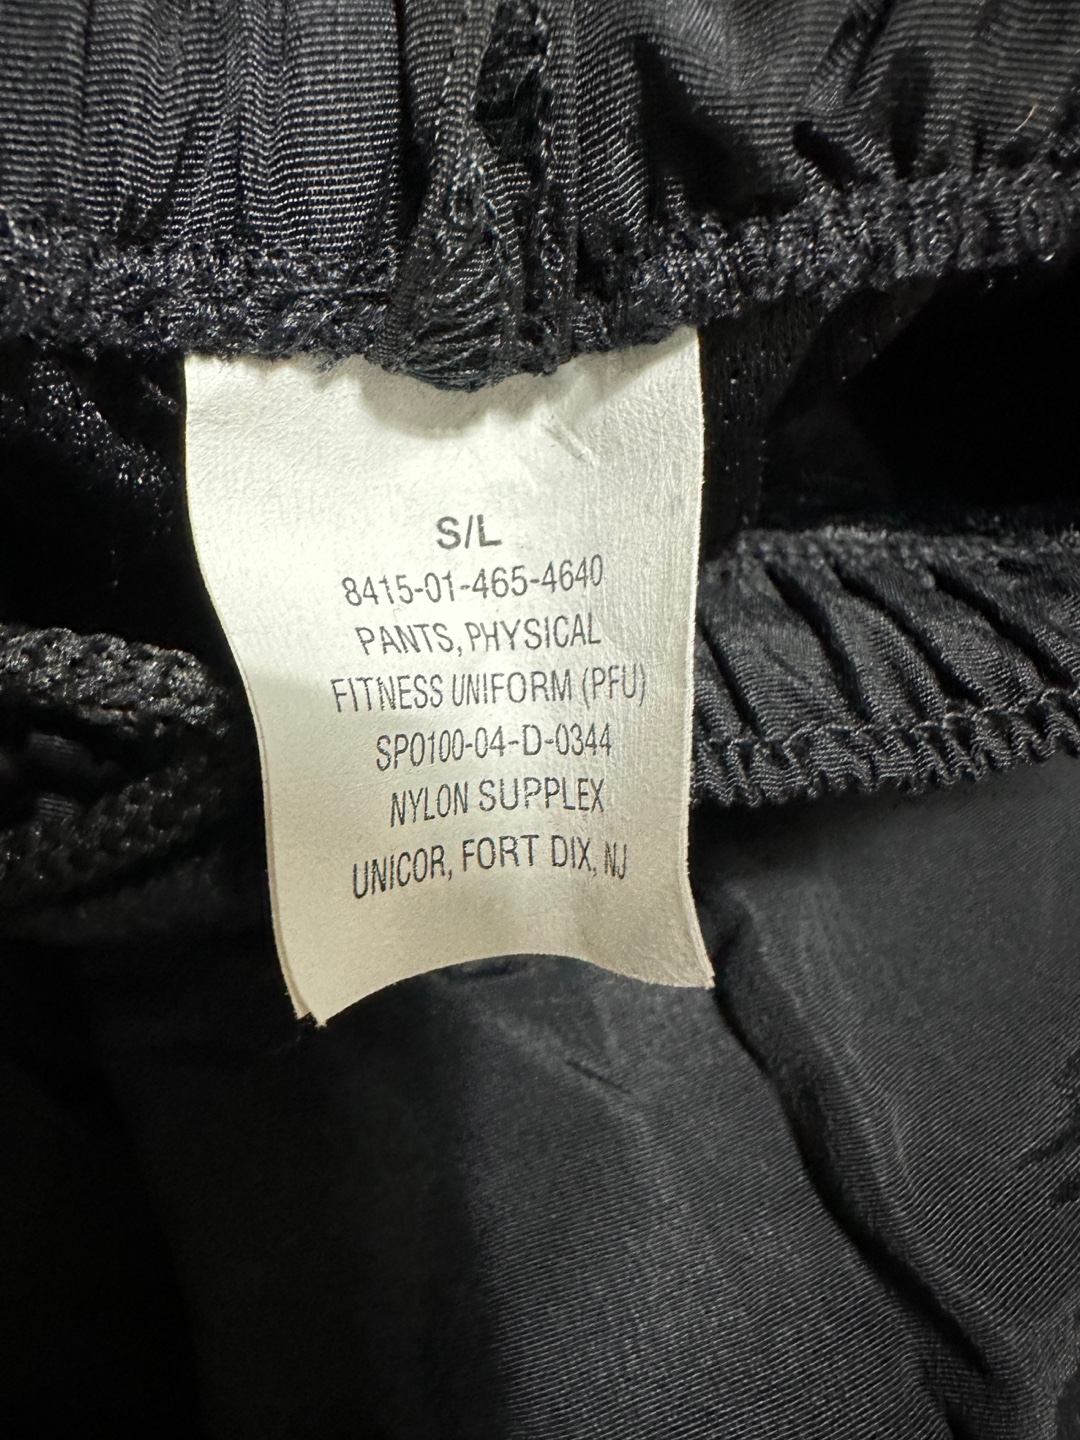 S/L
8415-01-465-4640
PANTS, PHYSICAL
FITNESS UNIFORM (PFU)
SP0100-04-D-0344
NYLON SUPPLEX
UNICOR, FORT DIX, NJ